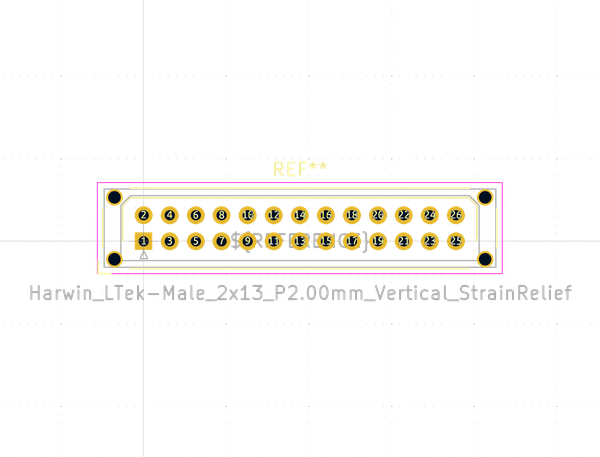 REF**
2 4 6 8 10 12 14 16 18 20 22 24 26
1 3 5 7 9 11 13 15 17 19 21 23 25
${REFERENCE}
Harwin_LTek-Male_2x13_P2.00mm_Vertical_StrainRelief